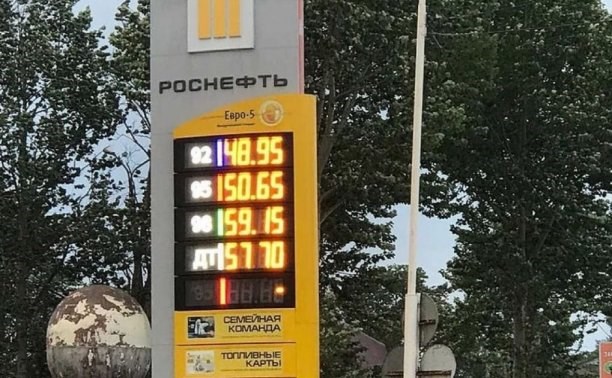 РОСНЕФТЬ
Евро-5
92 48.95
95 50.65
98 59.15
ДТ 57.70
СЕМЕЙНАЯ
КОМАНДА
ТОПЛИВНЫЕ
КАРТЫ